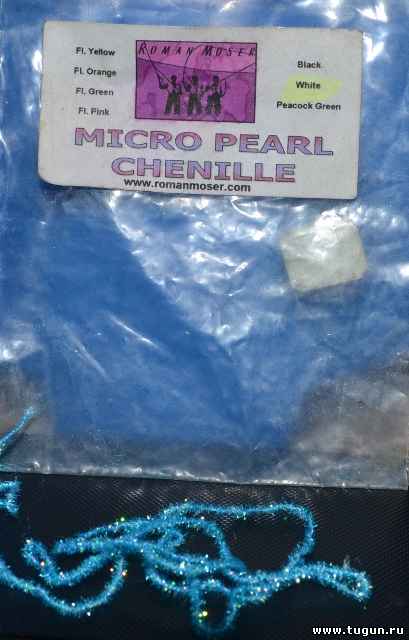 Fl. Yellow
Fl. Orange
Fl. Green
Fl. Pink
ROMAN MOSER
Black
White
Peacock Green
MICRO PEARL
CHENILLE
www.romanmoser.com
www.tugun.ru